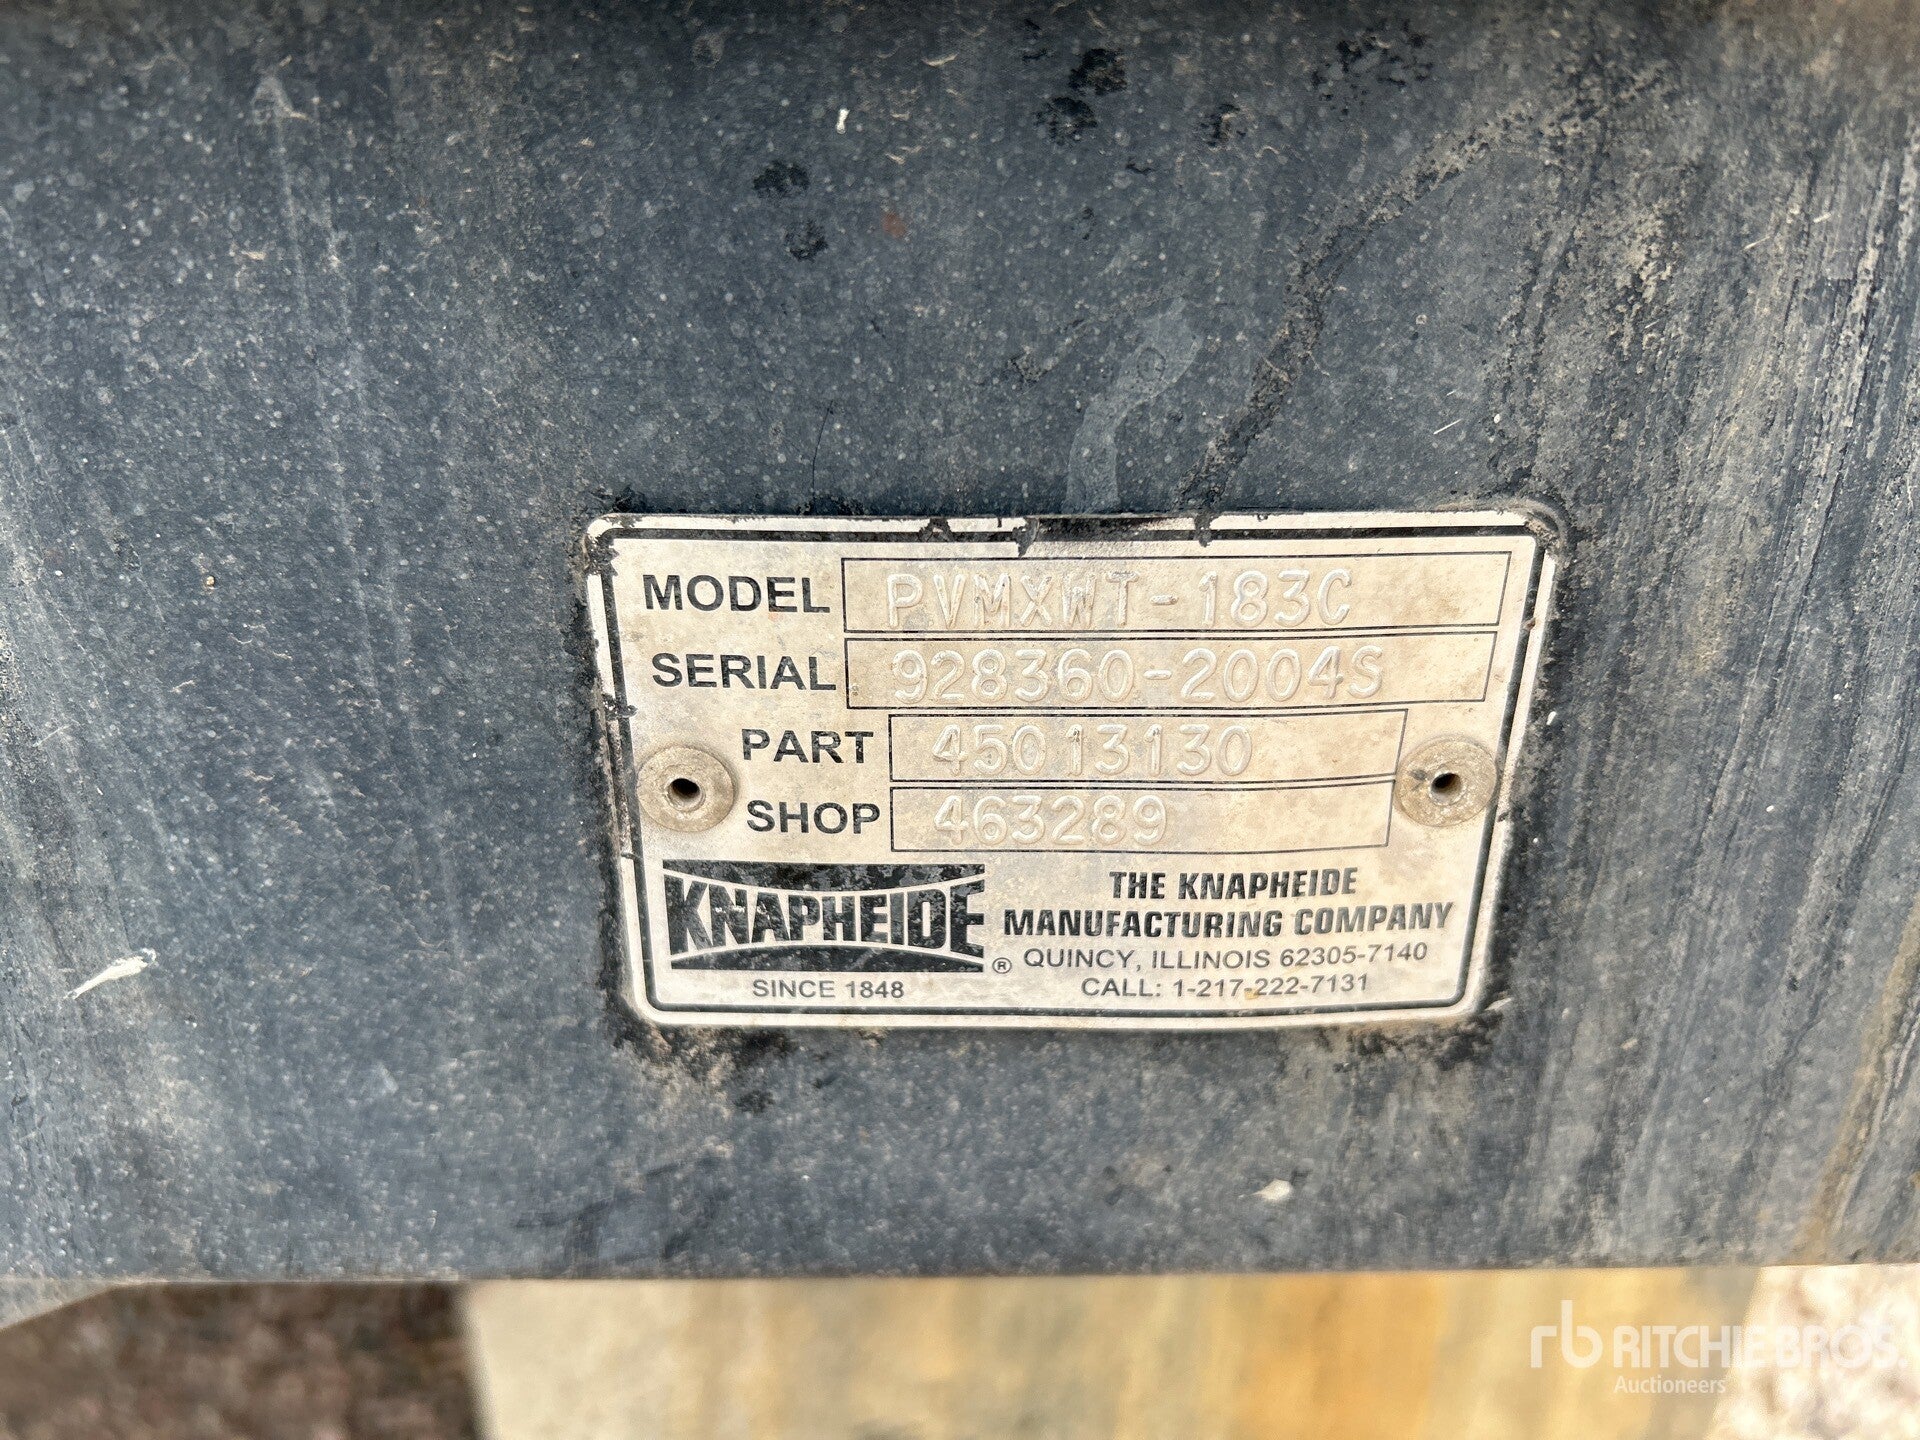 MODEL PVMXWT-183C
SERIAL 928360-2004S
PART 45013130
SHOP 463289
KNAPHEIDE ®
SINCE 1848
THE KNAPHEIDE
MANUFACTURING COMPANY
QUINCY, ILLINOIS 62305-7140
CALL: 1-217-222-7131
rb RITCHIE BROS.
Auctioneers